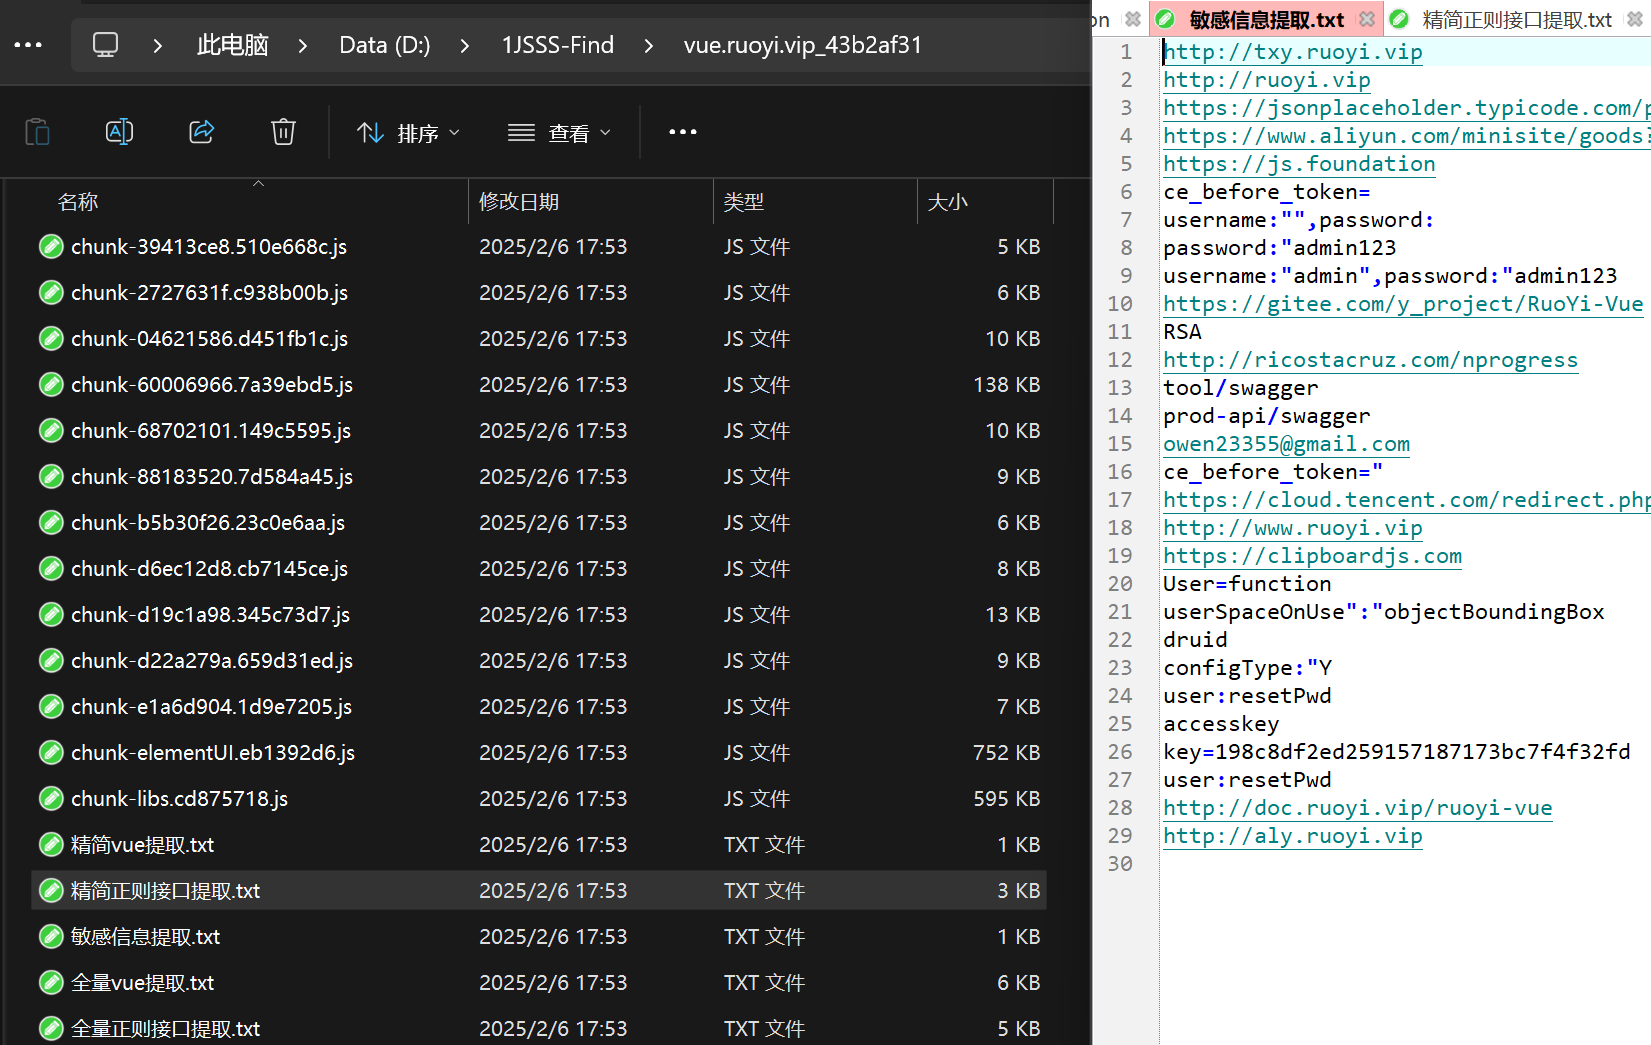 此电脑 > Data (D:) > 1JSSS-Find > vue.ruoyi.vip_43b2af31
排序 查看
名称 修改日期 类型 大小
chunk-39413ce8.510e668c.js 2025/2/6 17:53 JS 文件 5 KB
chunk-2727631f.c938b00b.js 2025/2/6 17:53 JS 文件 6 KB
chunk-04621586.d451fb1c.js 2025/2/6 17:53 JS 文件 10 KB
chunk-60006966.7a39ebd5.js 2025/2/6 17:53 JS 文件 138 KB
chunk-68702101.149c5595.js 2025/2/6 17:53 JS 文件 10 KB
chunk-88183520.7d584a45.js 2025/2/6 17:53 JS 文件 9 KB
chunk-b5b30f26.23c0e6aa.js 2025/2/6 17:53 JS 文件 6 KB
chunk-d6ec12d8.cb7145ce.js 2025/2/6 17:53 JS 文件 8 KB
chunk-d19c1a98.345c73d7.js 2025/2/6 17:53 JS 文件 13 KB
chunk-d22a279a.659d31ed.js 2025/2/6 17:53 JS 文件 9 KB
chunk-e1a6d904.1d9e7205.js 2025/2/6 17:53 JS 文件 7 KB
chunk-elementUI.eb1392d6.js 2025/2/6 17:53 JS 文件 752 KB
chunk-libs.cd875718.js 2025/2/6 17:53 JS 文件 595 KB
精简vue提取.txt 2025/2/6 17:53 TXT 文件 1 KB
精简正则接口提取.txt 2025/2/6 17:53 TXT 文件 3 KB
敏感信息提取.txt 2025/2/6 17:53 TXT 文件 1 KB
全量vue提取.txt 2025/2/6 17:53 TXT 文件 6 KB
全量正则接口提取.txt 2025/2/6 17:53 TXT 文件 5 KB
on 敏感信息提取.txt 精简正则接口提取.txt
1 http://txy.ruoyi.vip
2 http://ruoyi.vip
3 https://jsonplaceholder.typicode.com/p
4 https://www.aliyun.com/minisite/goods?
5 https://js.foundation
6 ce_before_token=
7 username:"",password:
8 password:"admin123
9 username:"admin",password:"admin123
10 https://gitee.com/y_project/RuoYi-Vue
11 RSA
12 http://ricostacruz.com/nprogress
13 tool/swagger
14 prod-api/swagger
15 owen23355@gmail.com
16 ce_before_token="
17 https://cloud.tencent.com/redirect.php
18 http://www.ruoyi.vip
19 https://clipboardjs.com
20 User=function
21 userSpaceOnUse":"objectBoundingBox
22 druid
23 configType:"Y
24 user:resetPwd
25 accesskey
26 key=198c8df2ed259157187173bc7f4f32fd
27 user:resetPwd
28 http://doc.ruoyi.vip/ruoyi-vue
29 http://aly.ruoyi.vip
30